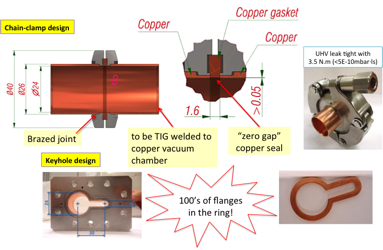 Chain-clamp design
Copper gasket
Copper
UHV leak tight with
3.5 N.m (<5E-10mbar·ls)
Ø40
Ø26
Ø24
1.6
> 0.05
Brazed joint
to be TIG welded to
copper vacuum
chamber
“zero gap”
copper seal
Keyhole design
100’s of flanges
in the ring!